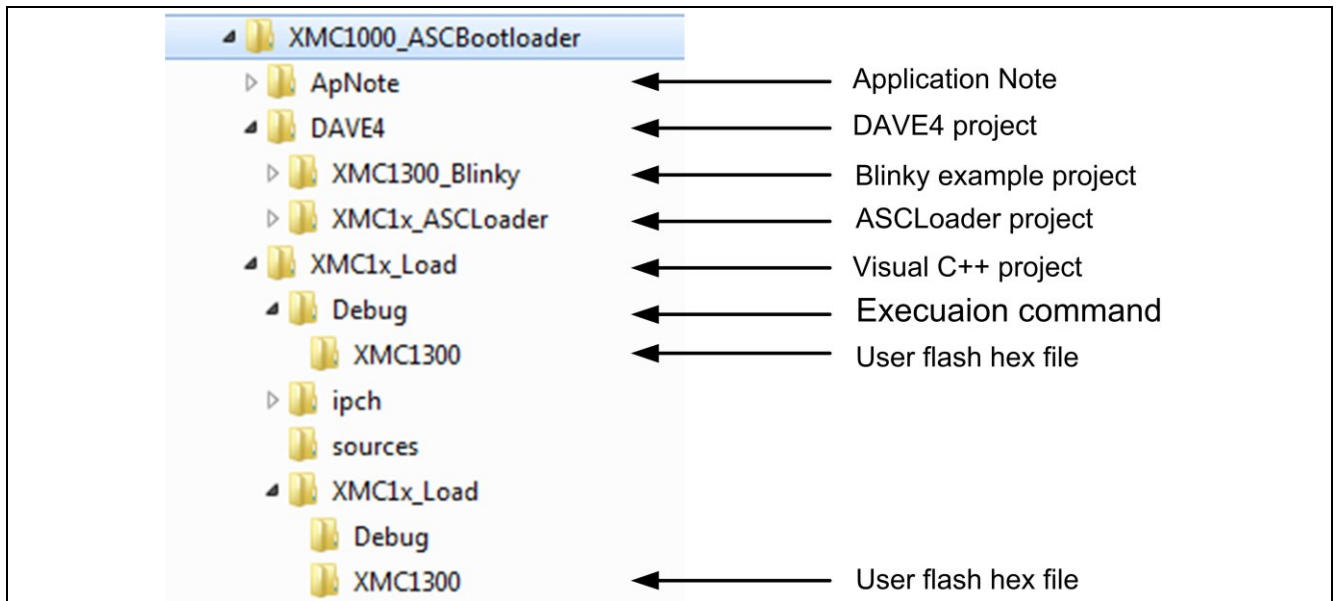 XMC1000_ASCBootloader
ApNote Application Note
DAVE4 DAVE4 project
XMC1300_Blinky Blinky example project
XMC1x_ASCLoader ASCLoader project
XMC1x_Load Visual C++ project
Debug Execuaion command
XMC1300 User flash hex file
ipch
sources
XMC1x_Load
Debug
XMC1300 User flash hex file